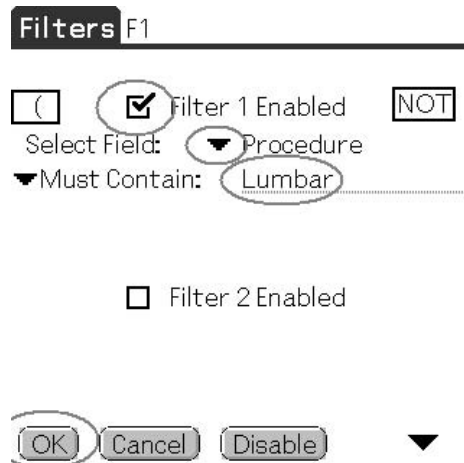 Filters F1
( Filter 1 Enabled NOT
Select Field: Procedure
Must Contain: Lumbar
Filter 2 Enabled
OK Cancel Disable